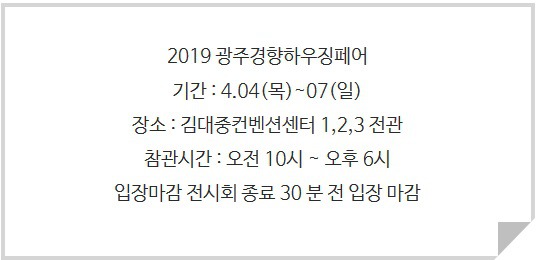 2019 광주경향하우징페어
기간 : 4.04(목)~07(일)
장소 : 김대중컨벤션센터 1,2,3 전관
참관시간 : 오전 10시 ~ 오후 6시
입장마감 전시회 종료 30 분 전 입장 마감